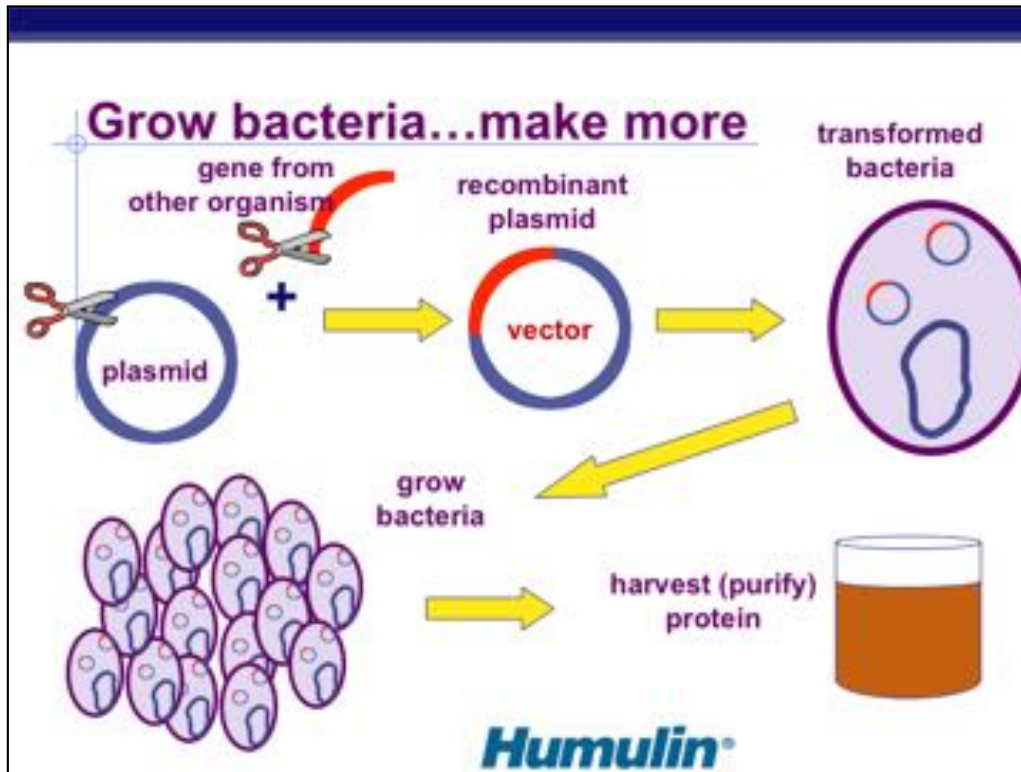 Grow bacteria...make more
gene from
other organism
+
plasmid
recombinant
plasmid
vector
transformed
bacteria
grow
bacteria
harvest (purify)
protein
Humulin®